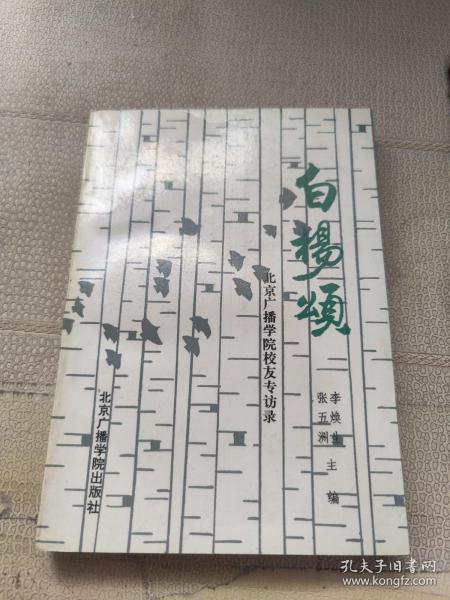 白楊頌
北京广播学院校友专访录
李焕生
张五洲
主编
北京广播学院出版社
孔夫子旧书网
www.kongfz.com